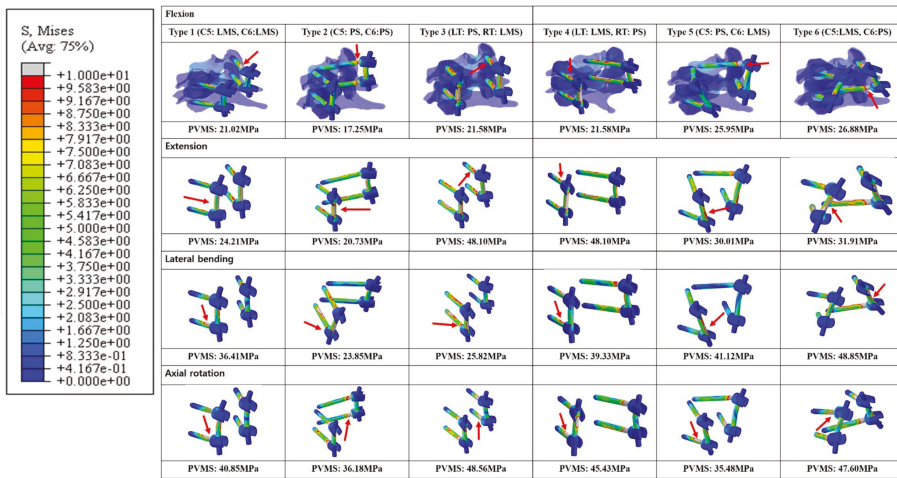 S, Mises
(Avg: 75%)
+1.000e+01
+9.583e+00
+9.167e+00
+8.750e+00
+8.333e+00
+7.917e+00
+7.500e+00
+7.083e+00
+6.667e+00
+6.250e+00
+5.833e+00
+5.417e+00
+5.000e+00
+4.583e+00
+4.167e+00
+3.750e+00
+3.333e+00
+2.917e+00
+2.500e+00
+2.083e+00
+1.667e+00
+1.250e+00
+8.333e-01
+4.167e-01
+0.000e+00
Flexion
Type 1 (C5: LMS, C6:LMS) Type 2 (C5: PS, C6:PS) Type 3 (LT: PS, RT: LMS) Type 4 (LT: LMS, RT: PS) Type 5 (C5: PS, C6: LMS) Type 6 (C5:LMS, C6:PS)
PVMS: 21.02MPa PVMS: 17.25MPa PVMS: 21.58MPa PVMS: 21.58MPa PVMS: 25.95MPa PVMS: 26.88MPa
Extension
PVMS: 24.21MPa PVMS: 20.73MPa PVMS: 48.10MPa PVMS: 48.10MPa PVMS: 30.01MPa PVMS: 31.91MPa
Lateral bending
PVMS: 36.41MPa PVMS: 23.85MPa PVMS: 25.82MPa PVMS: 39.33MPa PVMS: 41.12MPa PVMS: 48.85MPa
Axial rotation
PVMS: 40.85MPa PVMS: 36.18MPa PVMS: 48.56MPa PVMS: 45.43MPa PVMS: 35.48MPa PVMS: 47.60MPa